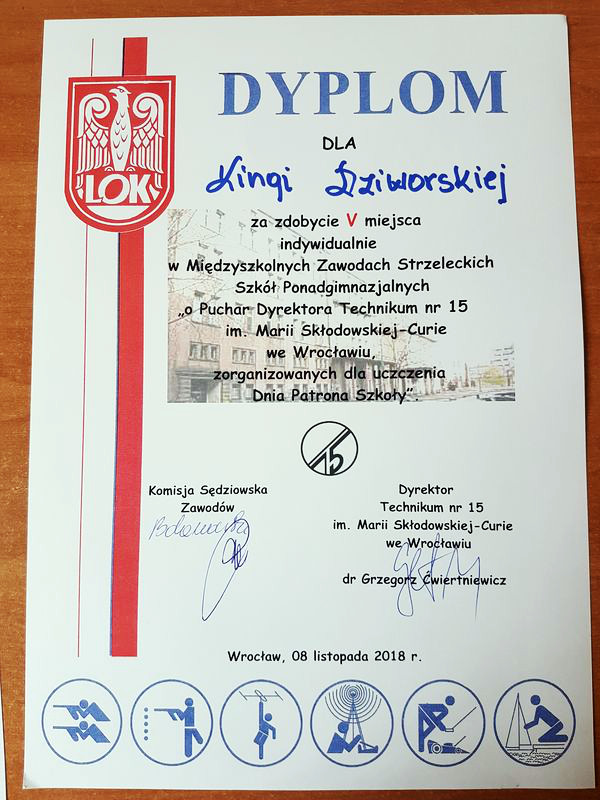 LOK
DYPLOM
DLA
Kingi Dziworskiej
za zdobycie V miejsca
indywidualnie
w Międzyszkolnych Zawodach Strzeleckich
Szkół Ponadgimnazjalnych
„o Puchar Dyrektora Technikum nr 15
im. Marii Skłodowskiej-Curie
we Wrocławiu,
zorganizowanych dla uczczenia
Dnia Patrona Szkoły”.
15
Komisja Sędziowska
Zawodów
Dyrektor
Technikum nr 15
im. Marii Skłodowskiej-Curie
we Wrocławiu
dr Grzegorz Ćwiertniewicz
Wrocław, 08 listopada 2018 r.